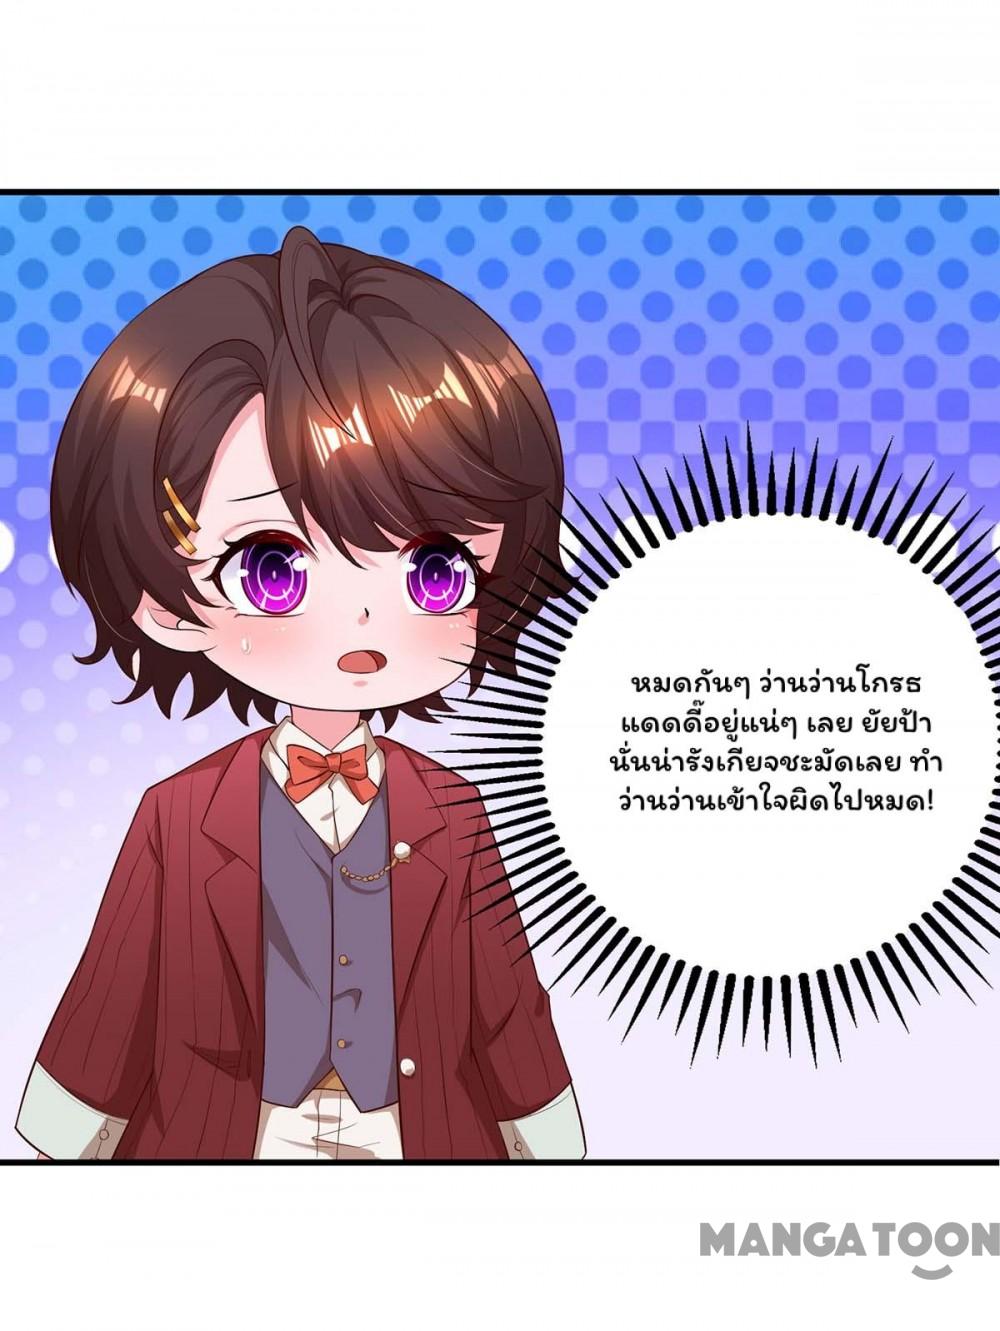 หมดกันๆ ว่านว่านโกรธ
แดดดี๊อยู่แน่ๆ เลย ยัยป้า
นั่นน่ารังเกียจชะมัดเลย ทำ
ว่านว่านเข้าใจผิดไปหมด!
MANGATOON